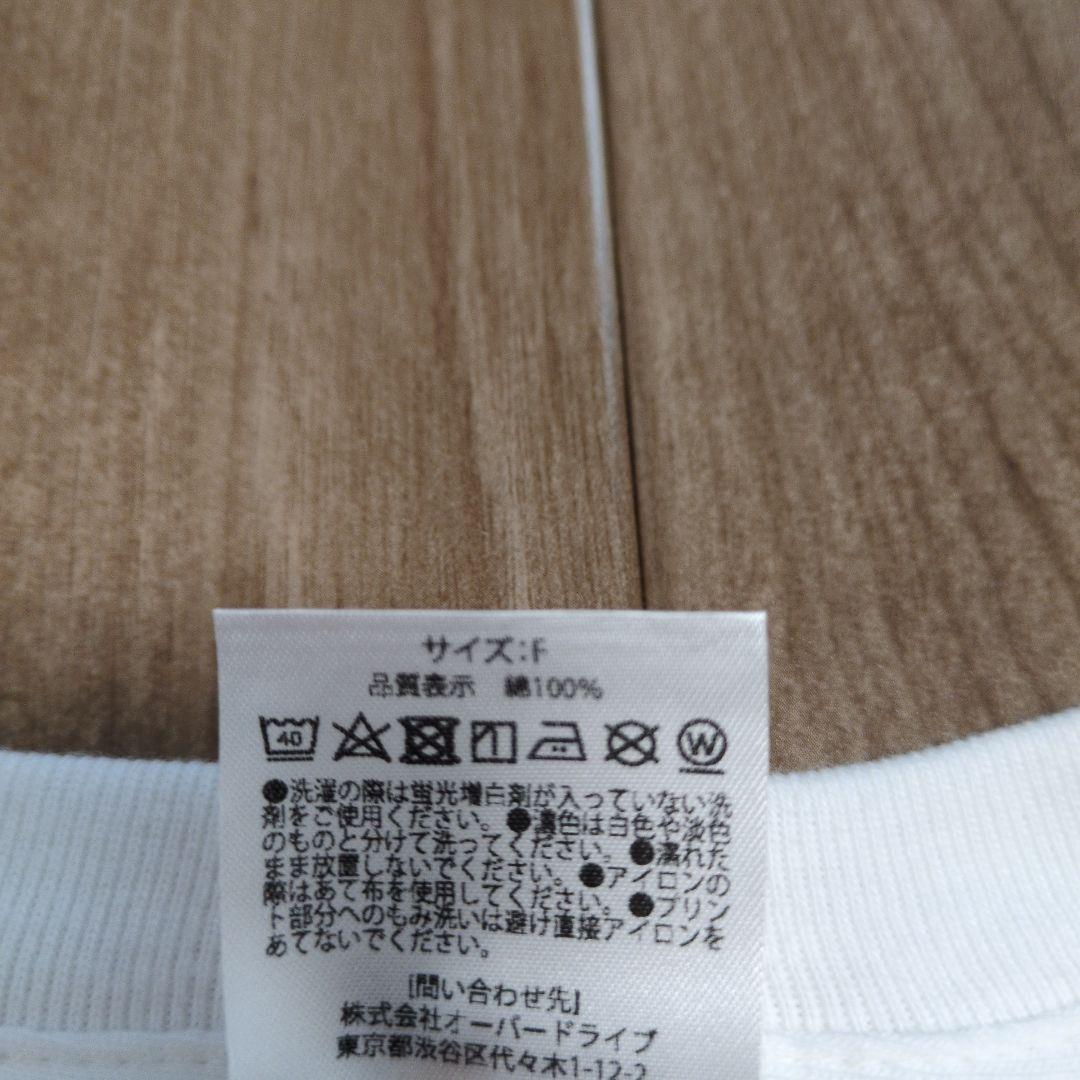 サイズ:F
品質表示 綿100%
40 W
●洗濯の際は蛍光増白剤が入っていない洗
剤をご使用ください。●濃色は白色や淡色
のものと分けて洗ってください。●濡れた
まま放置しないでください。●アイロンの
際はあて布を使用してください。●プリン
ト部分へのもみ洗いは避け直接アイロンを
あてないでください。
[問い合わせ先]
株式会社オーバードライブ
東京都渋谷区代々木1-12-2